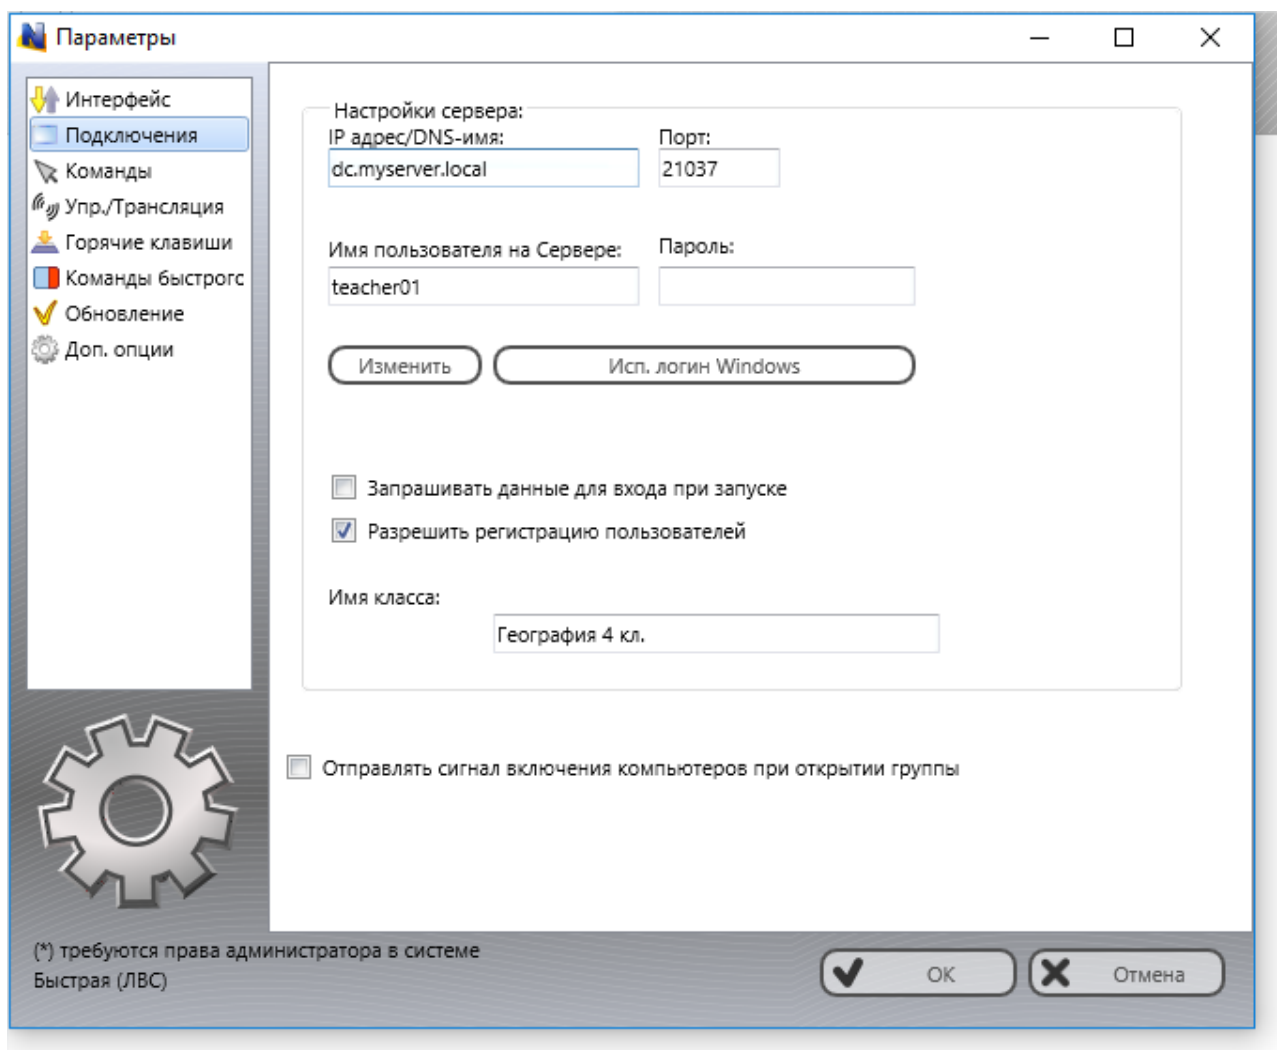 Параметры
Интерфейс
Подключения
Команды
Упр./Трансляция
Горячие клавиши
Команды быстрого
Обновление
Доп. опции
Настройки сервера:
IP адрес/DNS-имя: Порт:
dc.myserver.local 21037
Имя пользователя на Сервере: Пароль:
teacher01
Изменить Исп. логин Windows
Запрашивать данные для входа при запуске
Разрешить регистрацию пользователей
Имя класса:
География 4 кл.
Отправлять сигнал включения компьютеров при открытии группы
(*) требуются права администратора в системе
Быстрая (ЛВС)
ОК Отмена